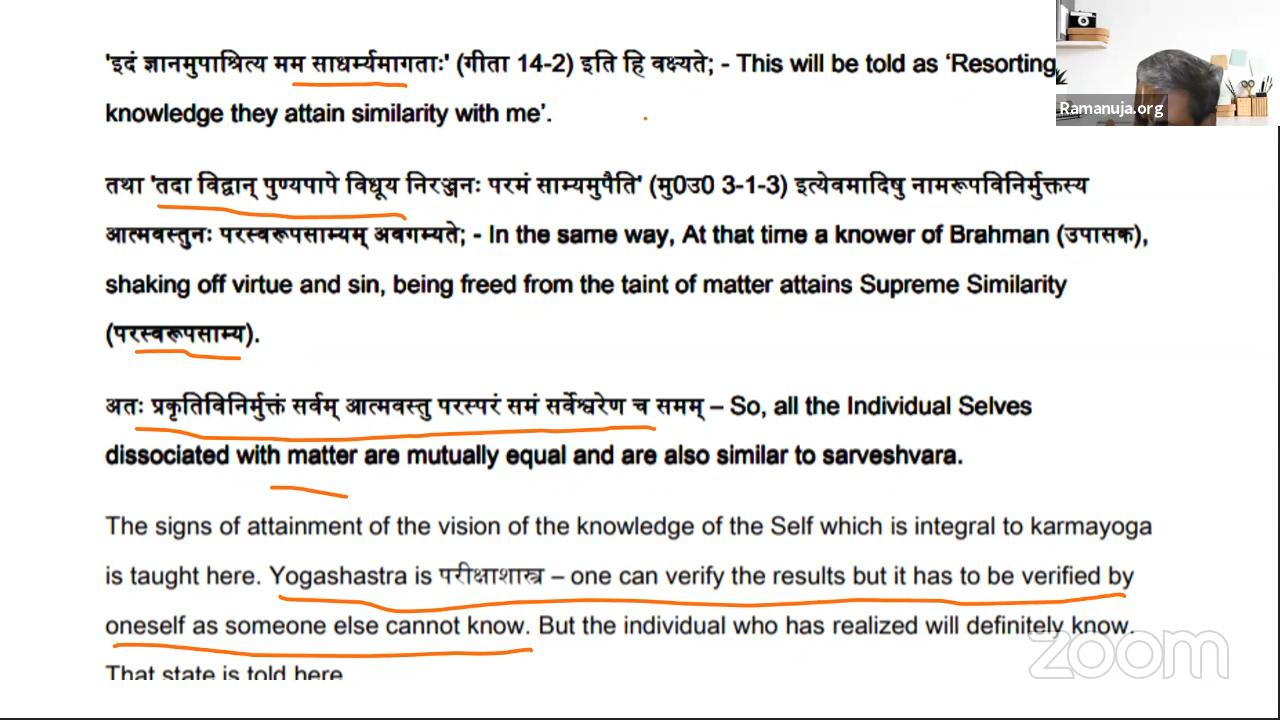 'इदं ज्ञानमुपाश्रित्य मम साधर्म्यमागताः' (गीता 14-2) इति हि वक्ष्यते; - This will be told as ‘Resorting
knowledge they attain similarity with me’.
Ramanuja.org
तथा 'तदा विद्वान् पुण्यपापे विधूय निरञ्जनः परमं साम्यमुपैति' (मु0उ0 3-1-3) इत्येवमादिषु नामरूपविनिर्मुक्तस्य
आत्मवस्तुनः परस्वरूपसाम्यम् अवगम्यते; - In the same way, At that time a knower of Brahman (उपासक),
shaking off virtue and sin, being freed from the taint of matter attains Supreme Similarity
(परस्वरूपसाम्य).
अतः प्रकृतिविनिर्मुक्तं सर्वम् आत्मवस्तु परस्परं समं सर्वेश्वरेण च समम् – So, all the Individual Selves
dissociated with matter are mutually equal and are also similar to sarveshvara.
The signs of attainment of the vision of the knowledge of the Self which is integral to karmayoga
is taught here. Yogashastra is परीक्षाशास्त्र – one can verify the results but it has to be verified by
oneself as someone else cannot know. But the individual who has realized will definitely know.
That state is told here
zoom